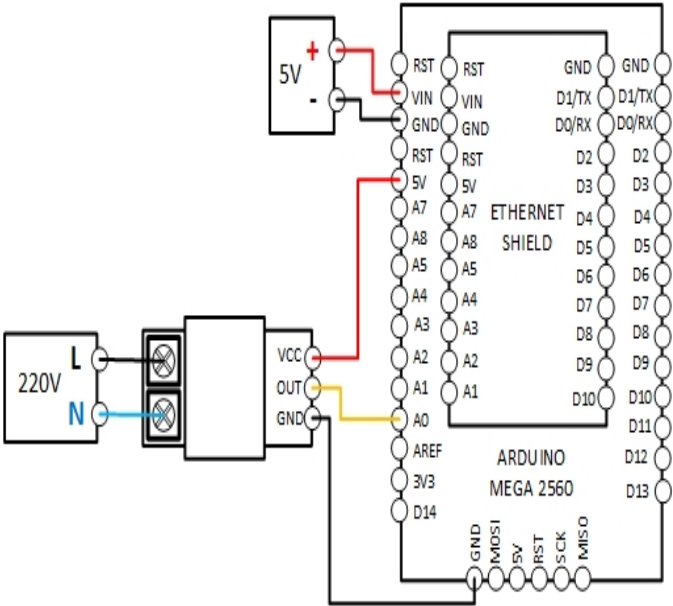 5V
+
-
RST
VIN
GND
RST
5V
A7
A8
A5
A4
A3
A2
A1
A0
AREF
3V3
D14
RST
VIN
GND
RST
5V
A7
A8
A5
A4
A3
A2
A1
ETHERNET
SHIELD
GND
D1/TX
D0/RX
D2
D3
D4
D5
D6
D7
D8
D9
D10
GND
D1/TX
D0/RX
D2
D3
D4
D5
D6
D7
D8
D9
D10
D11
D12
D13
ARDUINO
MEGA 2560
GND
MOSI
5V
RST
SCK
MISO
220V
L
N
VCC
OUT
GND